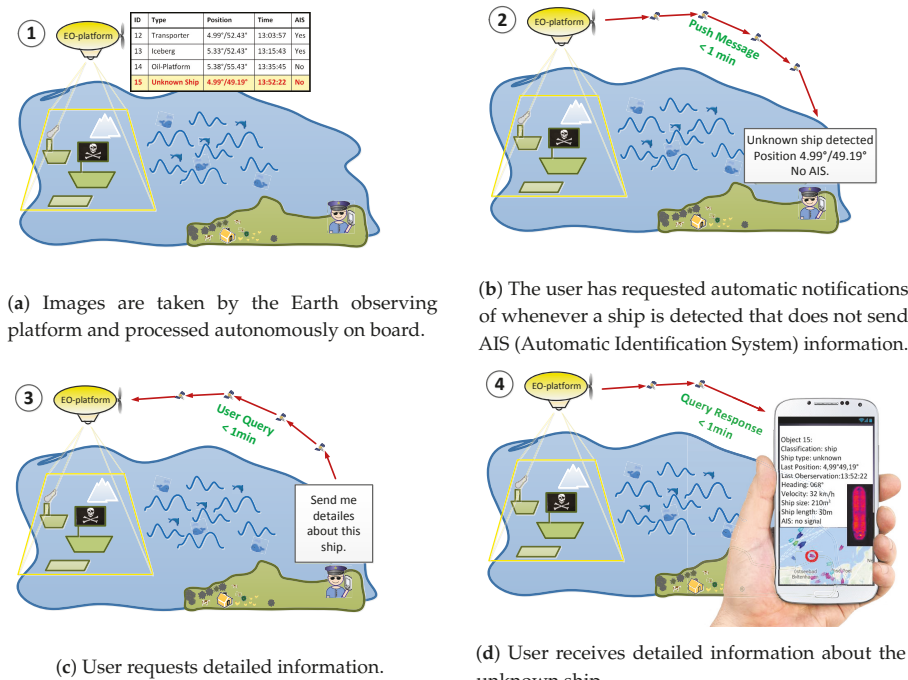 1
EO-platform
ID Type Position Time AIS
12 Transporter 4.99°/52.43° 13:03:57 Yes
13 Iceberg 5.33°/52.43° 13:15:43 Yes
14 Oil-Platform 5.38°/55.43° 13:35:45 No
15 Unknown Ship 4.99°/49.19° 13:52:22 No
(a) Images are taken by the Earth observing
platform and processed autonomously on board.
2
EO-platform
Push Message
< 1 min
Unknown ship detected
Position 4.99°/49.19°
No AIS.
(b) The user has requested automatic notifications
of whenever a ship is detected that does not send
AIS (Automatic Identification System) information.
3
EO-platform
User Query
< 1min
Send me
detailes
about this
ship.
(c) User requests detailed information.
4
EO-platform
Query Response
< 1min
Object 15:
Classification: ship
Ship type: unknown
Last Position: 4,99°49,19°
Last Oberservation:13:52:22
Heading: 068°
Velocity: 32 kn/h
Ship size: 210m²
Ship length: 30m
AIS: no signal
(d) User receives detailed information about the
unknown ship.